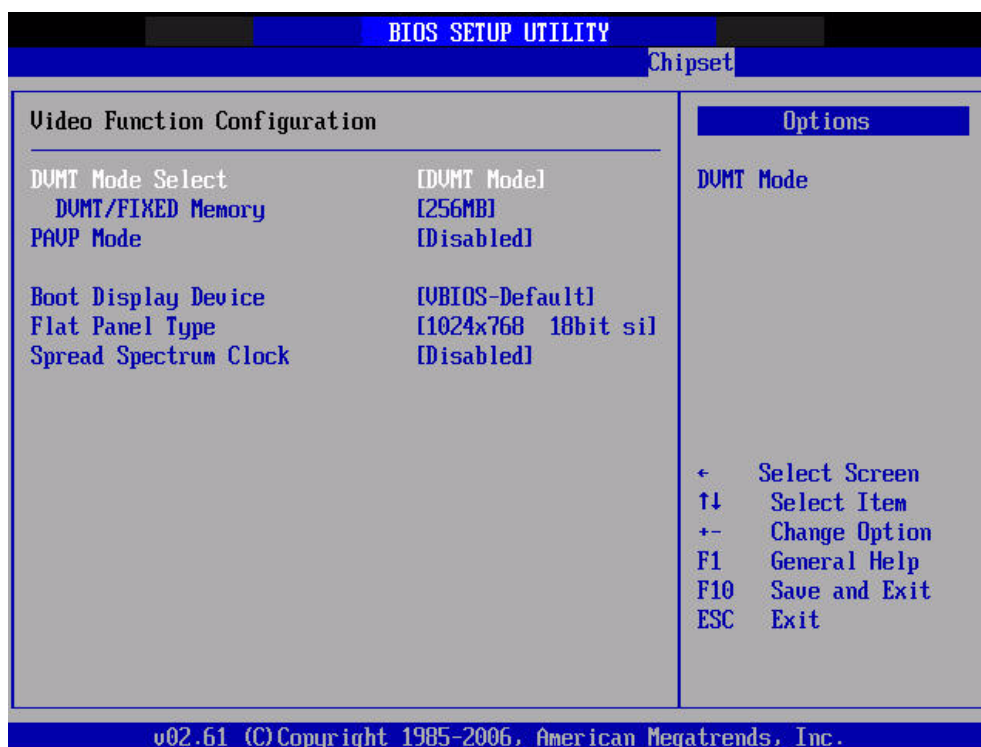 BIOS SETUP UTILITY
Chipset
Video Function Configuration
DVMT Mode Select [DVMT Mode]
DVMT/FIXED Memory [256MB]
PAVP Mode [Disabled]
Boot Display Device [VBIOS-Default]
Flat Panel Type [1024x768 18bit si]
Spread Spectrum Clock [Disabled]
Options
DVMT Mode
← Select Screen
↑↓ Select Item
+- Change Option
F1 General Help
F10 Save and Exit
ESC Exit
v02.61 (C)Copyright 1985-2006, American Megatrends, Inc.